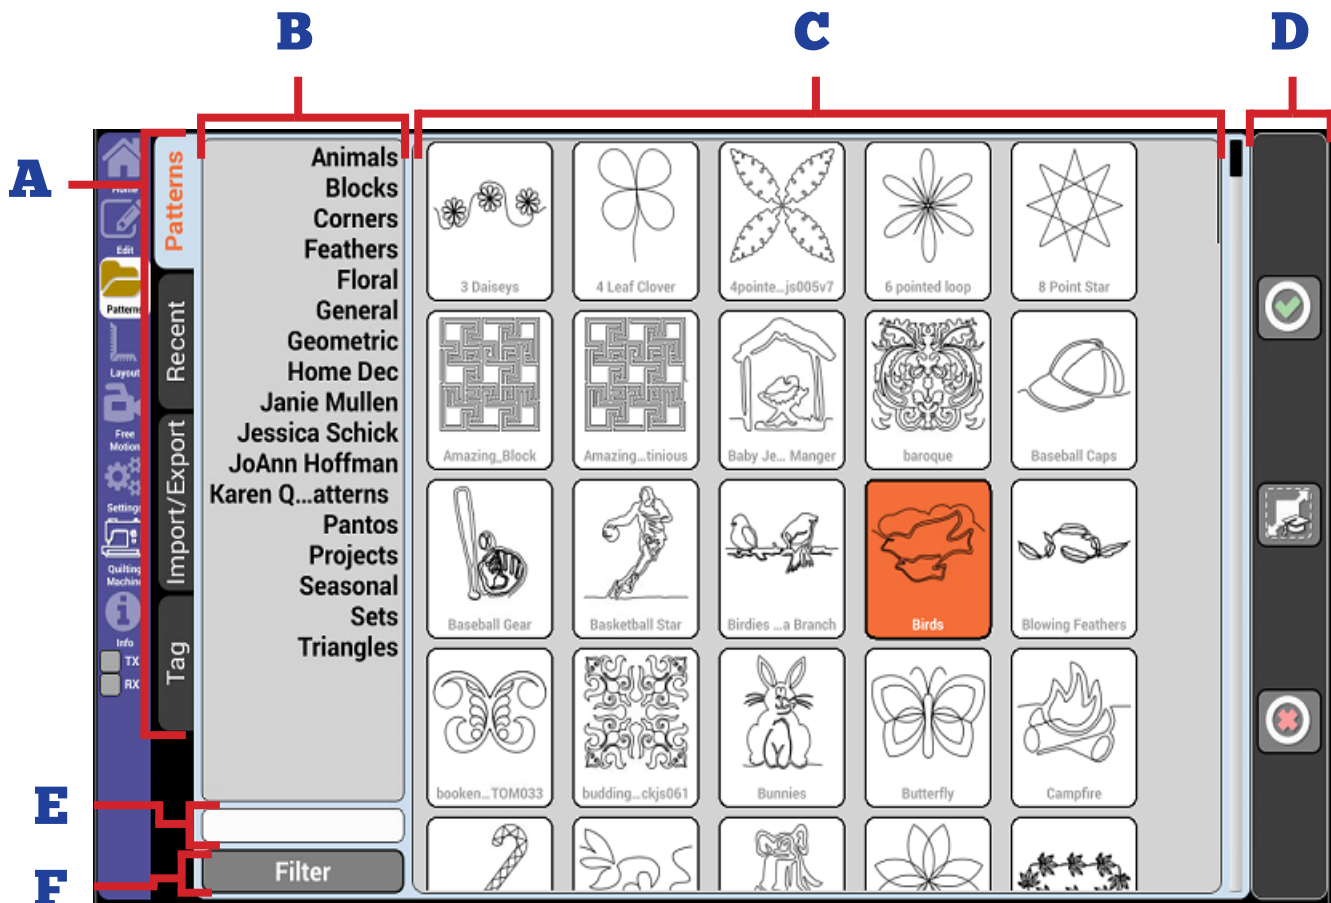 B
C
D
A
Home
Edit
Patterns
Layout
Free
Motion
Settings
Quilting
Machine
Info
TX
RX
Patterns
Recent
Import/Export
Tag
Animals
Blocks
Corners
Feathers
Floral
General
Geometric
Home Dec
Janie Mullen
Jessica Schick
JoAnn Hoffman
Karen Q...atterns
Pantos
Projects
Seasonal
Sets
Triangles
E
F
Filter
3 Daiseys
4 Leaf Clover
4pointe...js005v7
6 pointed loop
8 Point Star
Amazing_Block
Amazing...tinious
Baby Je... Manger
baroque
Baseball Caps
Baseball Gear
Basketball Star
Birdies ...a Branch
Birds
Blowing Feathers
booken...TOM033
budding...ckjs061
Bunnies
Butterfly
Campfire